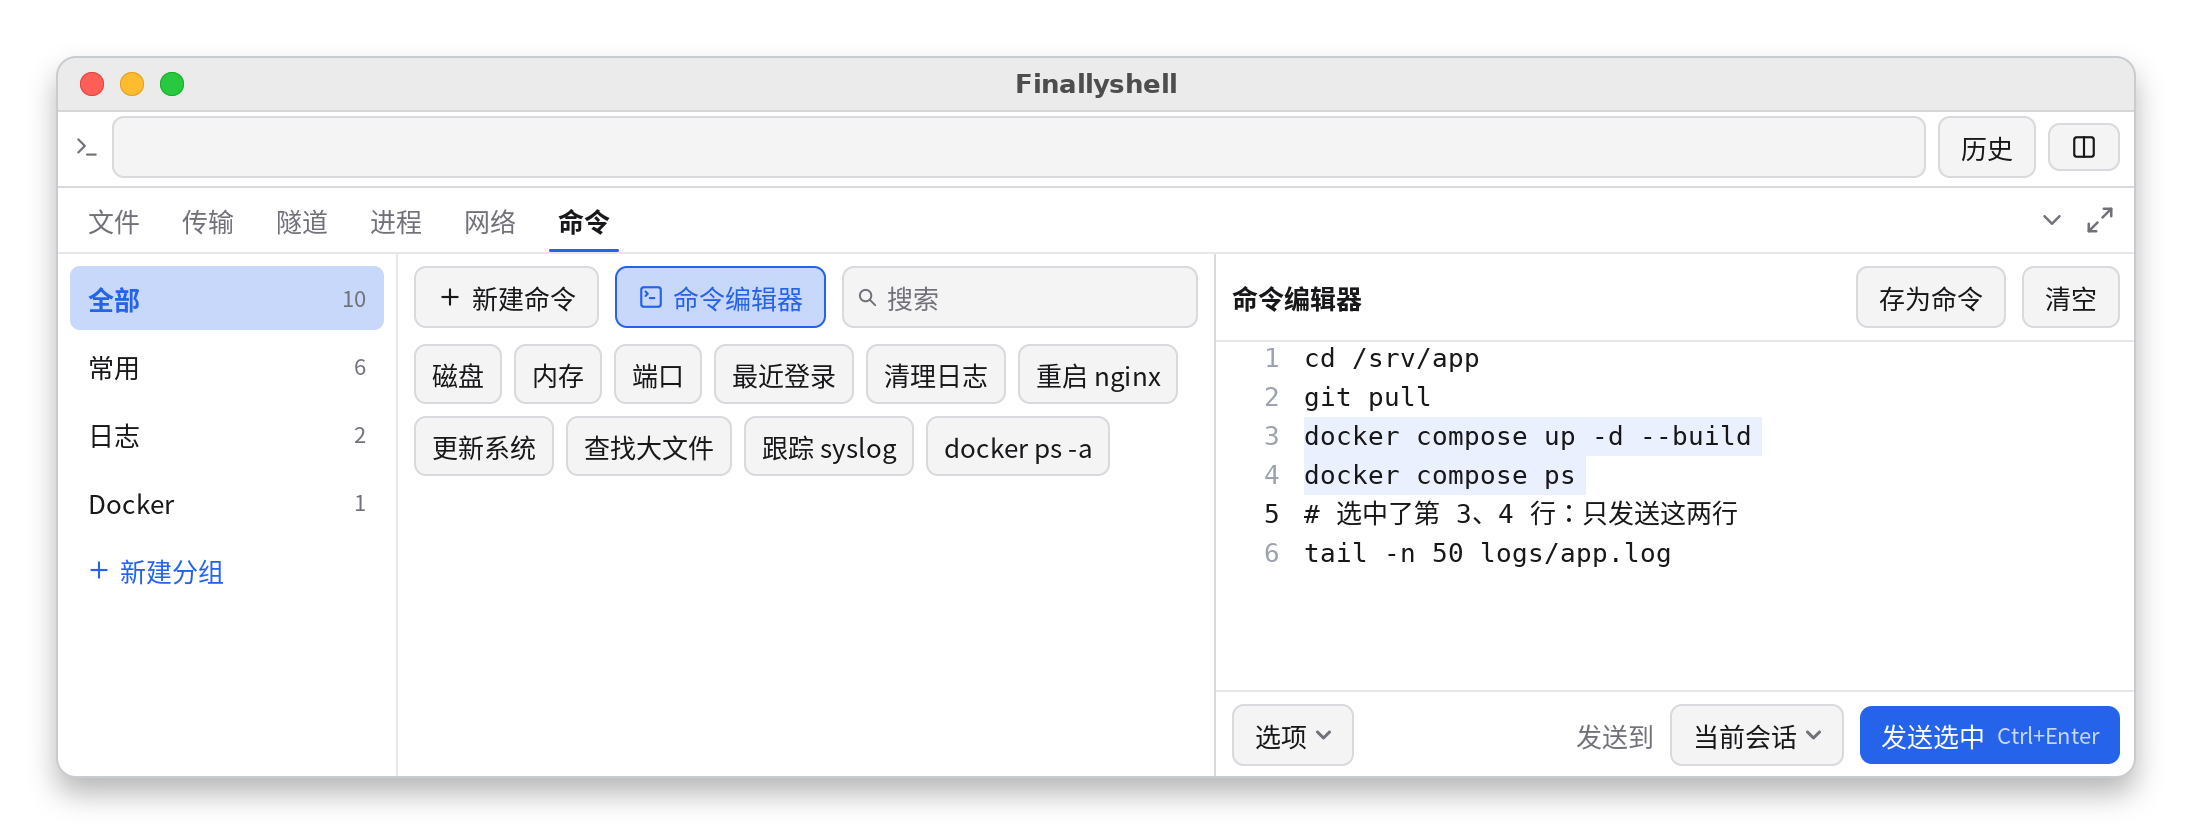 Finallyshell
历史
文件 传输 隧道 进程 网络 命令
全部 10
常用 6
日志 2
Docker 1
+ 新建分组
+ 新建命令 命令编辑器 搜索
磁盘 内存 端口 最近登录 清理日志 重启 nginx
更新系统 查找大文件 跟踪 syslog docker ps -a
命令编辑器 存为命令 清空
1 cd /srv/app
2 git pull
3 docker compose up -d --build
4 docker compose ps
5 # 选中了第 3、4 行：只发送这两行
6 tail -n 50 logs/app.log
选项 发送到 当前会话 发送选中 Ctrl+Enter